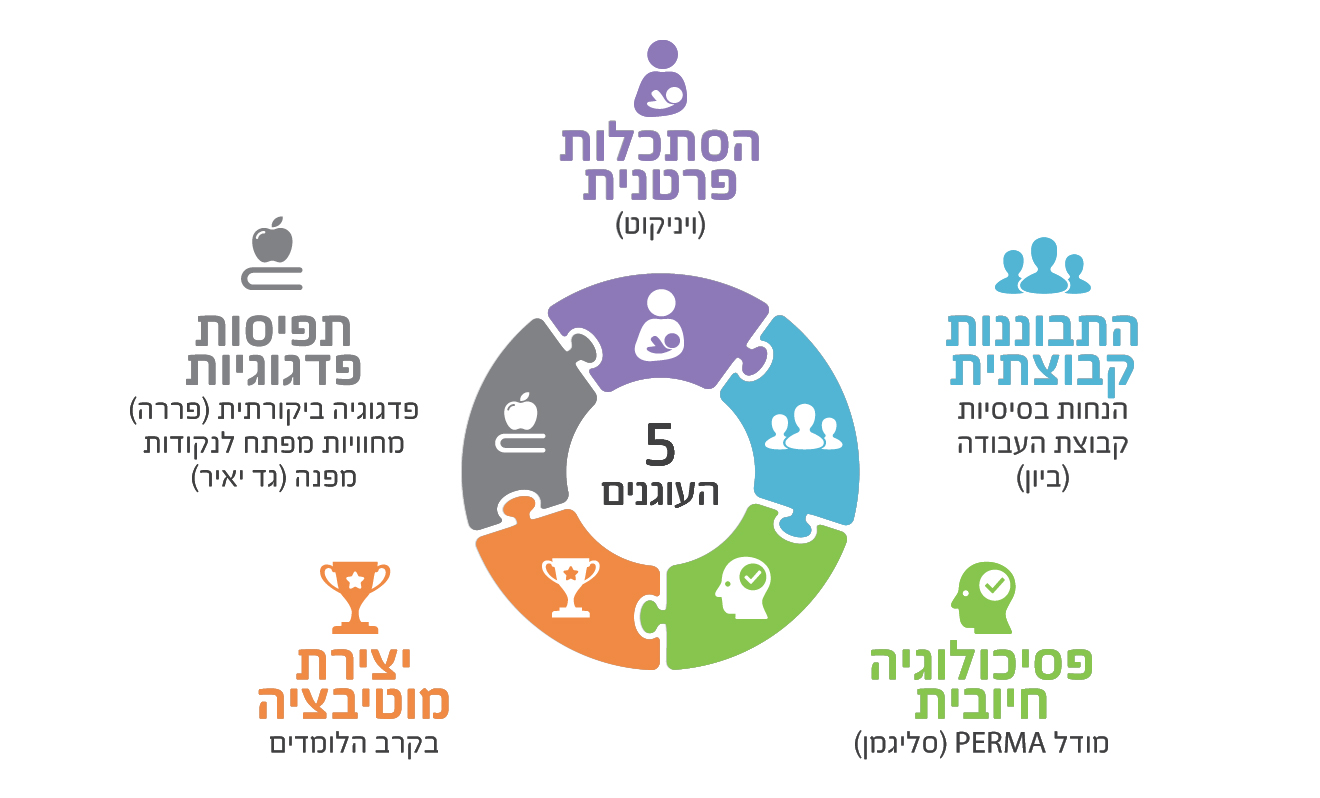 הסתכלות
פרטנית
(ויניקוט)
התבוננות
קבוצתית
הנחות בסיסיות
קבוצת העבודה
(ביון)
פסיכולוגיה
חיובית
מודל PERMA (סליגמן)
יצירת
מוטיבציה
בקרב הלומדים
תפיסות
פדגוגיות
פדגוגיה ביקורתית (פררה)
מחוויות מפתח לנקודות
מפנה (גד יאיר)
5
העוגנים